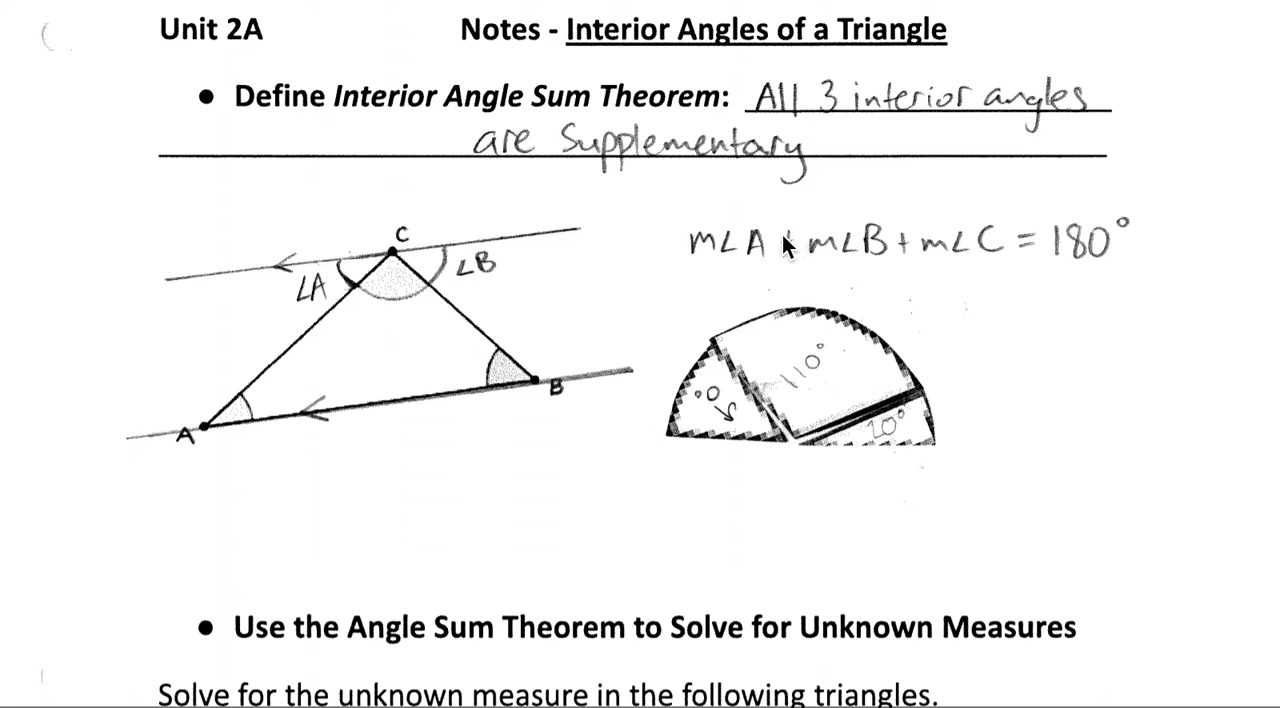 Unit 2A Notes - Interior Angles of a Triangle
• Define Interior Angle Sum Theorem: All 3 interior angles
are Supplementary
m∠A + m∠B + m∠C = 180°
C
∠A
∠B
A
B
110°
20°
• Use the Angle Sum Theorem to Solve for Unknown Measures
Solve for the unknown measure in the following triangles.